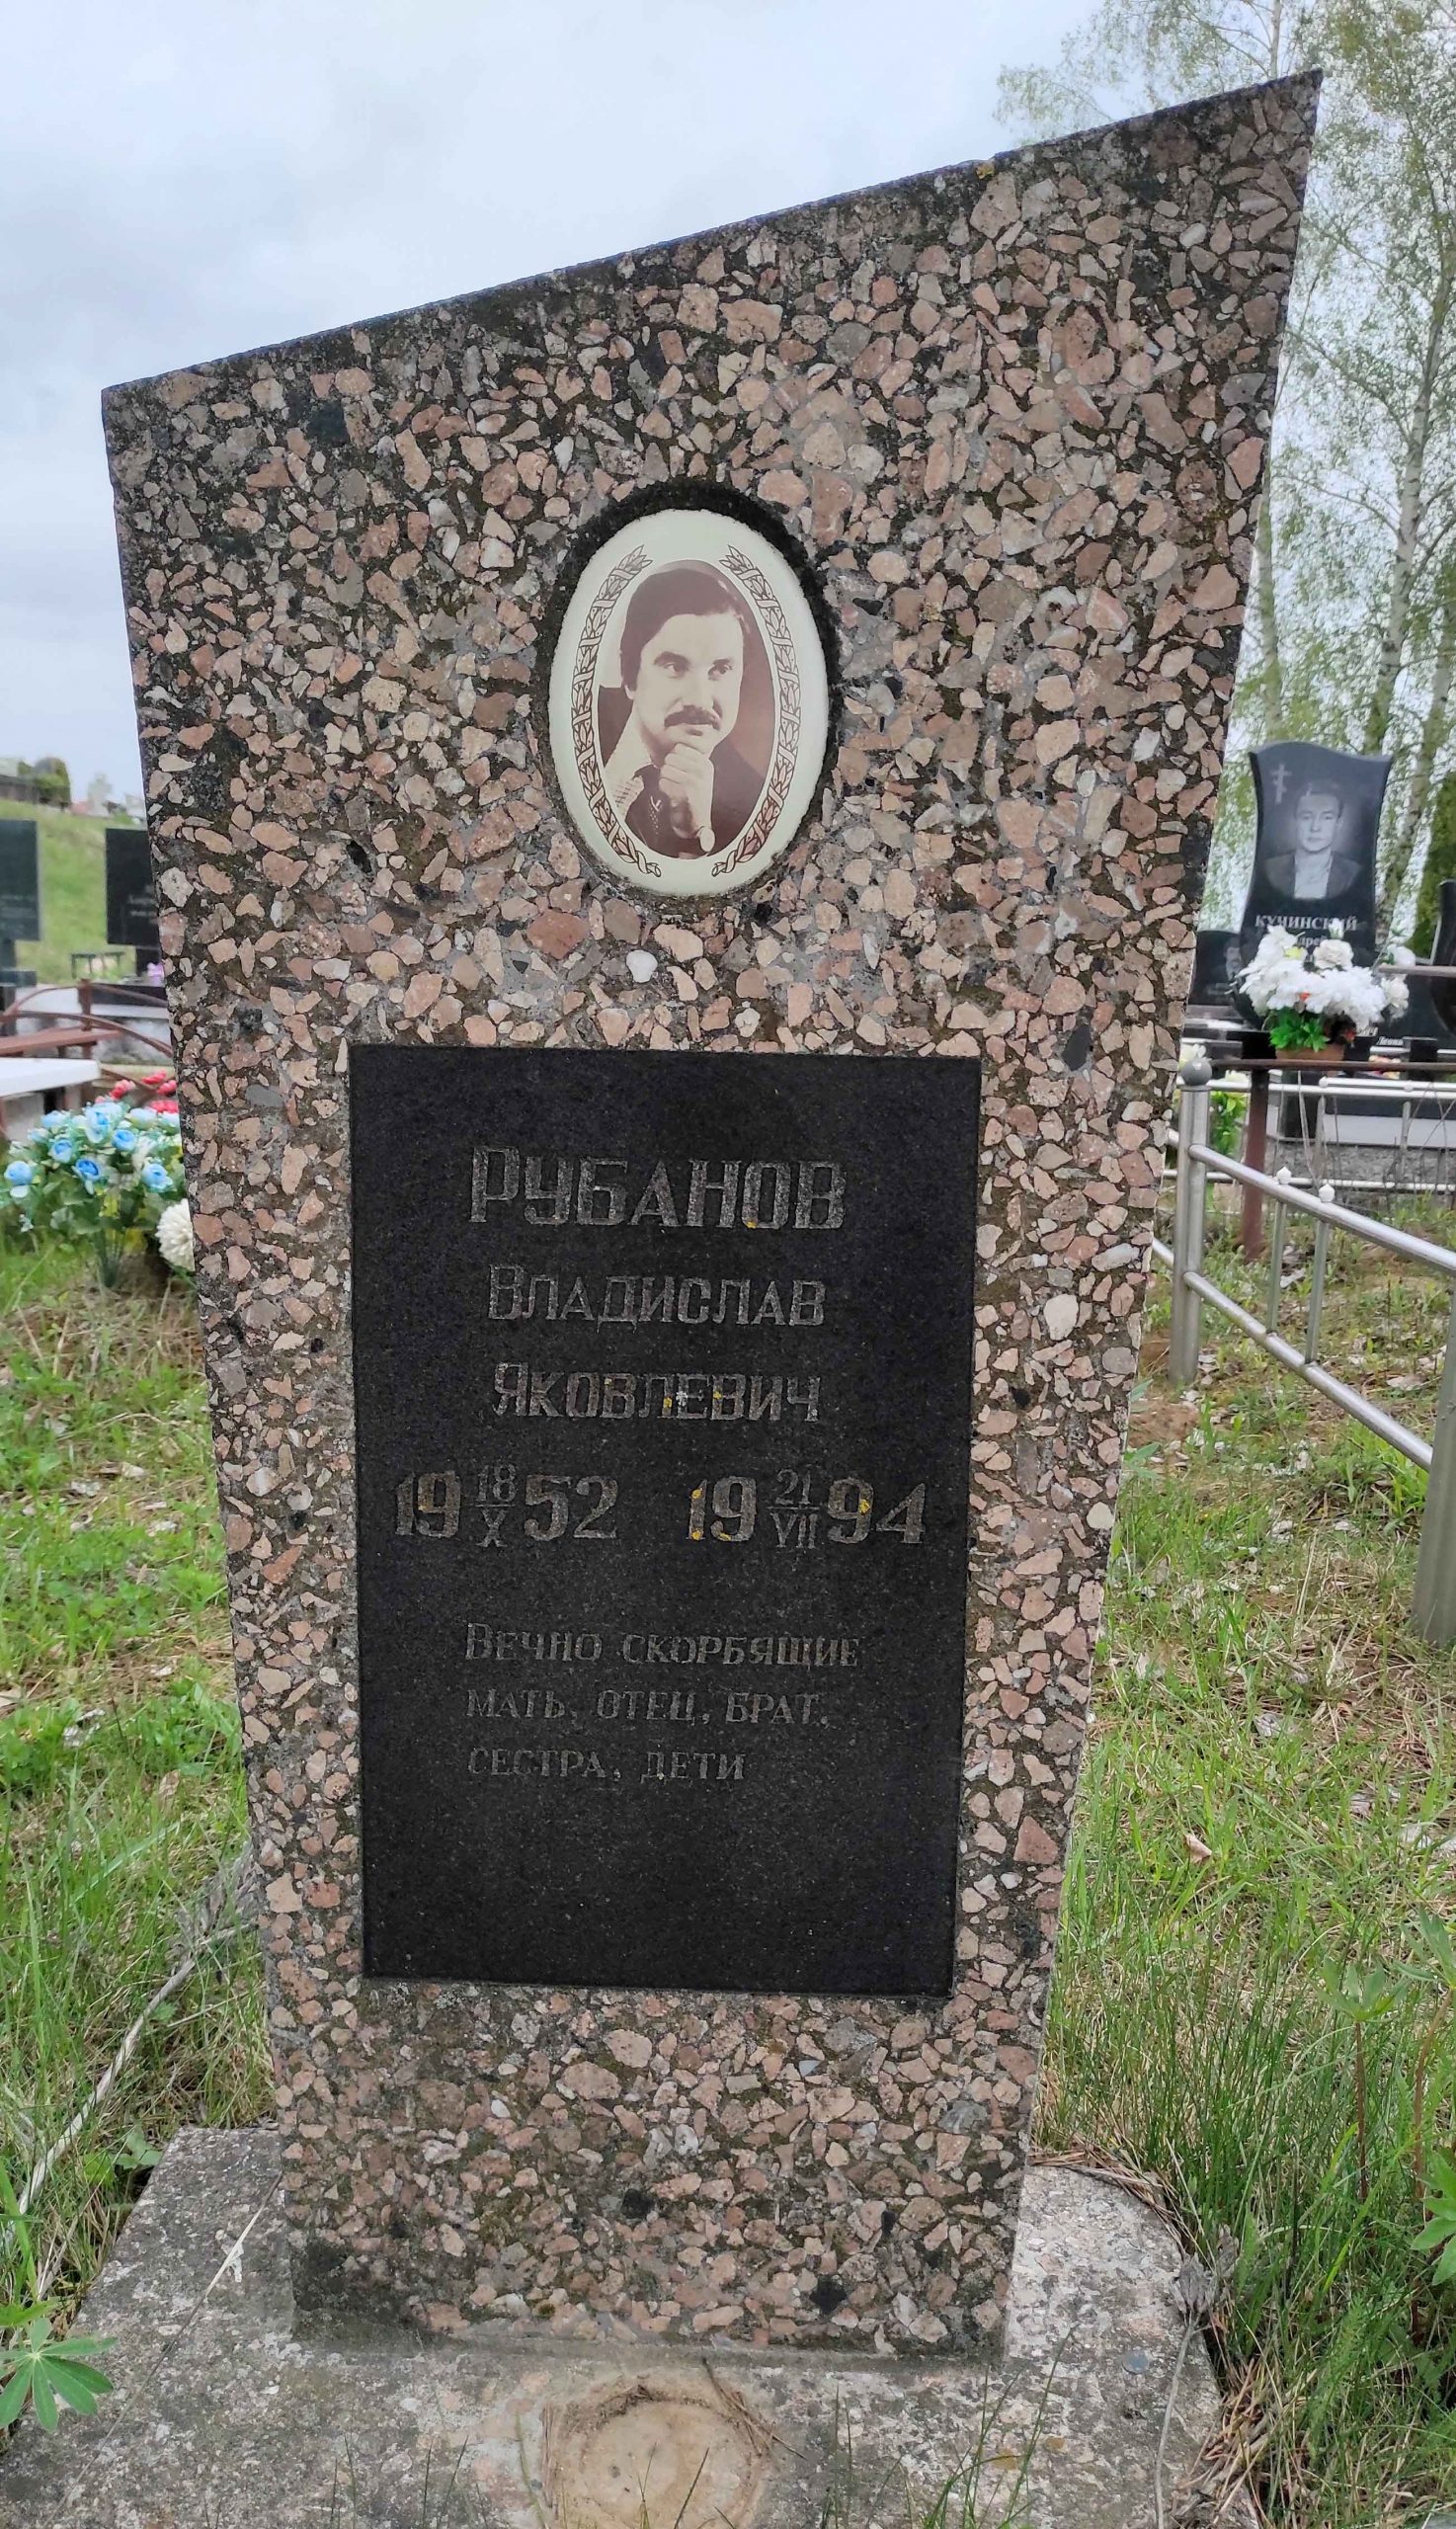 РУБАНОВ
ВЛАДИСЛАВ
ЯКОВЛЕВИЧ
19 18/X 52 19 21/VII 94
ВЕЧНО СКОРБЯЩИЕ
МАТЬ, ОТЕЦ, БРАТ,
СЕСТРА, ДЕТИ
КУЧИНСКИЙ